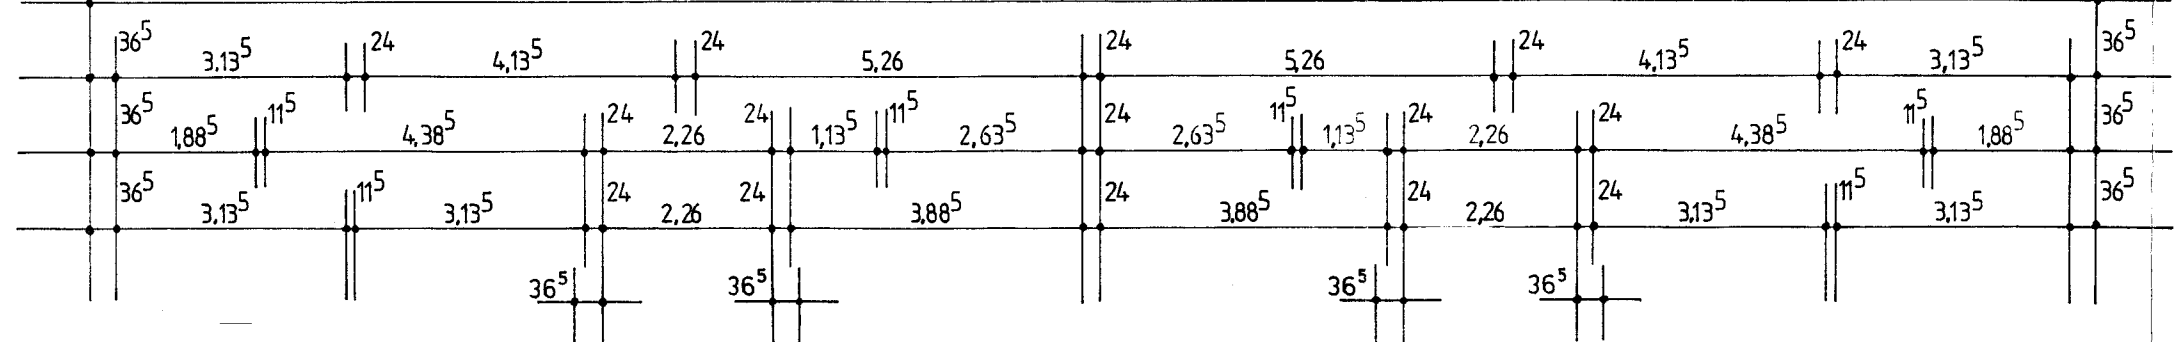 36⁵ 3,13⁵ 24 4,13⁵ 24 5,26 24 5,26 24 4,13⁵ 24 3,13⁵ 36⁵
36⁵ 1,88⁵ 11⁵ 4,38⁵ 24 2,26 24 1,13⁵ 11⁵ 2,63⁵ 24 2,63⁵ 11⁵ 1,13⁵ 24 2,26 24 4,38⁵ 11⁵ 1,88⁵ 36⁵
36⁵ 3,13⁵ 11⁵ 3,13⁵ 24 2,26 24 3,88⁵ 24 3,88⁵ 24 2,26 24 3,13⁵ 11⁵ 3,13⁵ 36⁵
36⁵ 36⁵ 36⁵ 36⁵